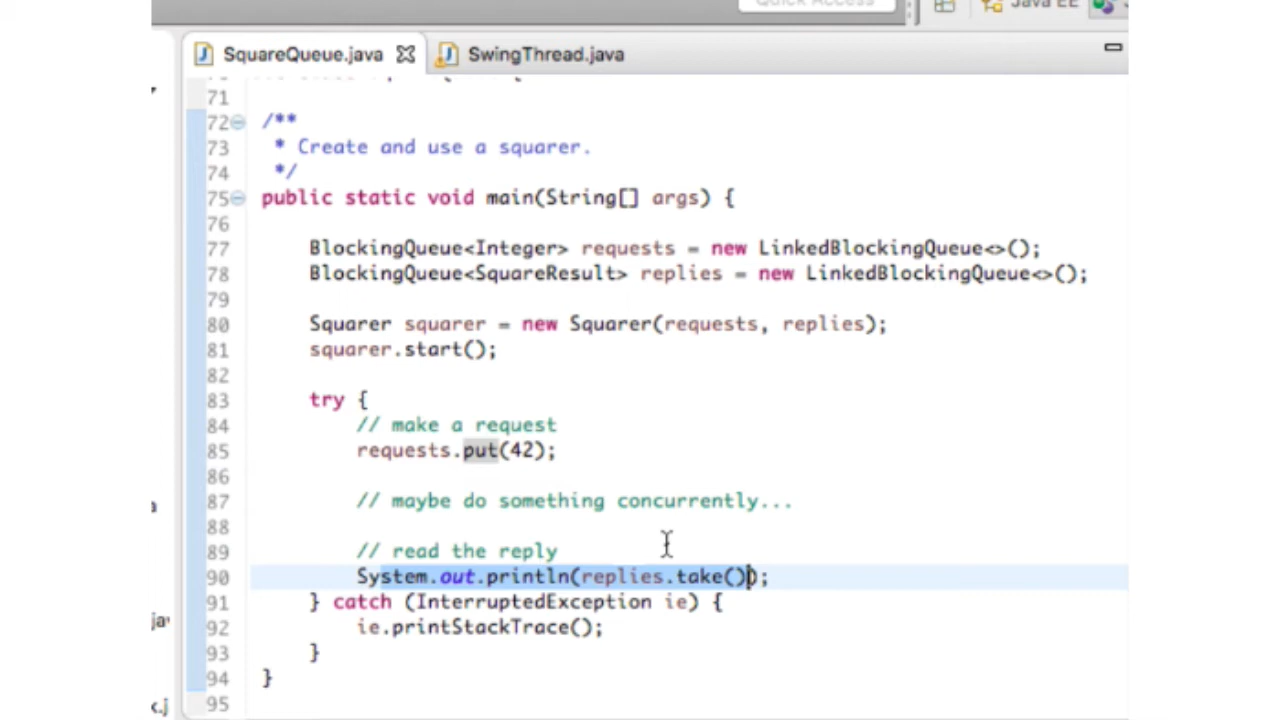 Quick Access
Java EE
SquareQueue.java
SwingThread.java
71
72 /**
73 * Create and use a squarer.
74 */
75 public static void main(String[] args) {
76
77 BlockingQueue<Integer> requests = new LinkedBlockingQueue<>();
78 BlockingQueue<SquareResult> replies = new LinkedBlockingQueue<>();
79
80 Squarer squarer = new Squarer(requests, replies);
81 squarer.start();
82
83 try {
84 // make a request
85 requests.put(42);
86
87 // maybe do something concurrently...
88
89 // read the reply
90 System.out.println(replies.take());
91 } catch (InterruptedException ie) {
92 ie.printStackTrace();
93 }
94 }
95